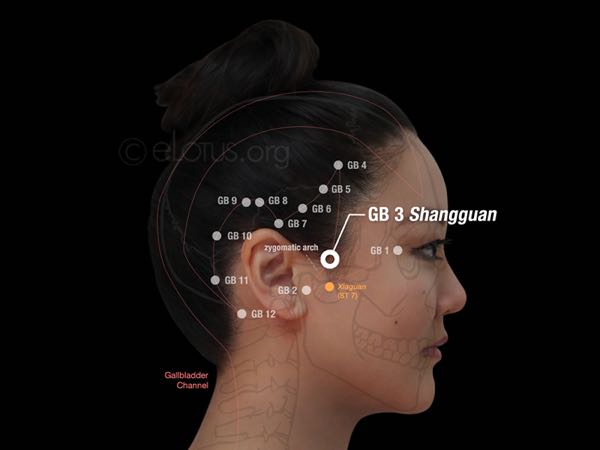 © eLotus.org
GB 4
GB 5
GB 9
GB 8
GB 6
GB 3 Shangguan
GB 7
GB 10
zygomatic arch
GB 1
GB 11
GB 2
Xiaguan
(ST 7)
GB 12
Gallbladder
Channel